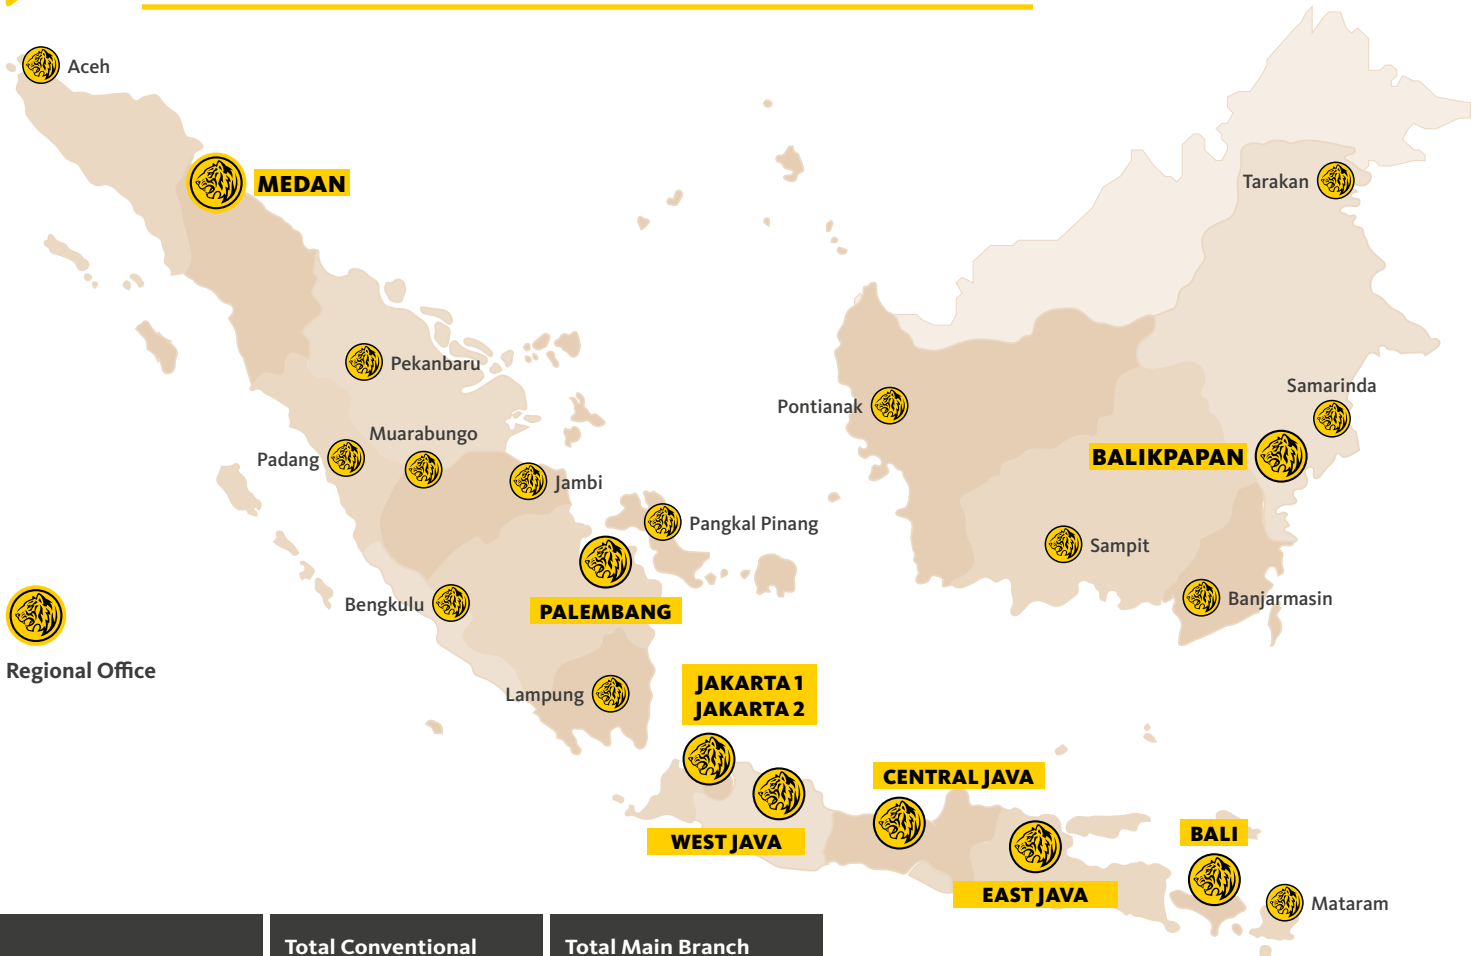 Aceh
MEDAN
Tarakan
Pekanbaru
Samarinda
Pontianak
Muarabungo
BALIKPAPAN
Padang
Jambi
Pangkal Pinang
Sampit
Bengkulu
PALEMBANG
Banjarmasin
Regional Office
Lampung
JAKARTA 1
JAKARTA 2
CENTRAL JAVA
WEST JAVA
BALI
EAST JAVA
Mataram
Total Conventional
Total Main Branch